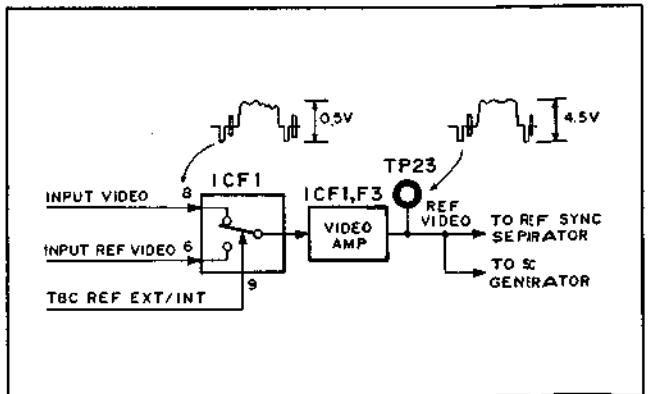 0.5V
4.5V
ICF1
TP23
ICF1,F3
INPUT VIDEO 8
INPUT REF VIDEO 6
TBC REF EXT/INT
9
VIDEO
AMP
REF
VIDEO
TO REF SYNC
SEPIRATOR
TO SC
GENERATOR